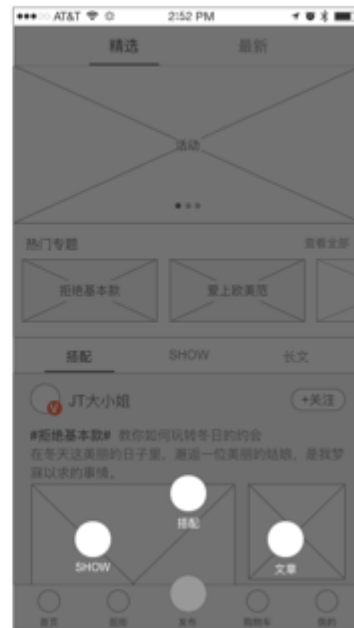 AT&T 2:52 PM
精选 最新
活动
热门专题 查看全部
拒绝基本款 爱上欧美范
搭配 SHOW 长文
JT大小姐 +关注
V
#拒绝基本款# 教你如何玩转冬日的约会
在冬天这美丽的日子里，邂逅一位美丽的姑娘，是我梦
寐以求的事情。
搭配
SHOW 文章
首页 发布 购物车 我的